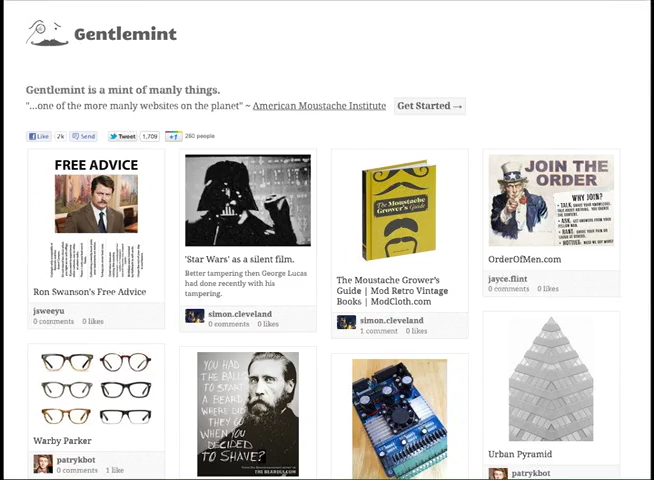 Gentlemint
Gentlemint is a mint of manly things.
"...one of the more manly websites on the planet" ~ American Moustache Institute
Get Started →
Like 2k Send Tweet 1,709 +1 260 people
FREE ADVICE
Ron Swanson's Free Advice
jsweeyu
0 comments 0 likes
'Star Wars' as a silent film.
Better tampering then George Lucas
had done recently with his
tampering.
simon.cleveland
0 comments 0 likes
The Moustache
Grower's Guide
The Moustache Grower's
Guide | Mod Retro Vintage
Books | ModCloth.com
simon.cleveland
1 comment 0 likes
JOIN THE
ORDER
WHY JOIN?
OrderOfMen.com
jayce.flint
0 comments 0 likes
Warby Parker
patrykbot
0 comments 1 like
YOU HAD
THE BALLS
TO START
A BEARD
WHERE DID
THEY GO
WHEN YOU
DECIDED
TO SHAVE?
Urban Pyramid
patrykbot